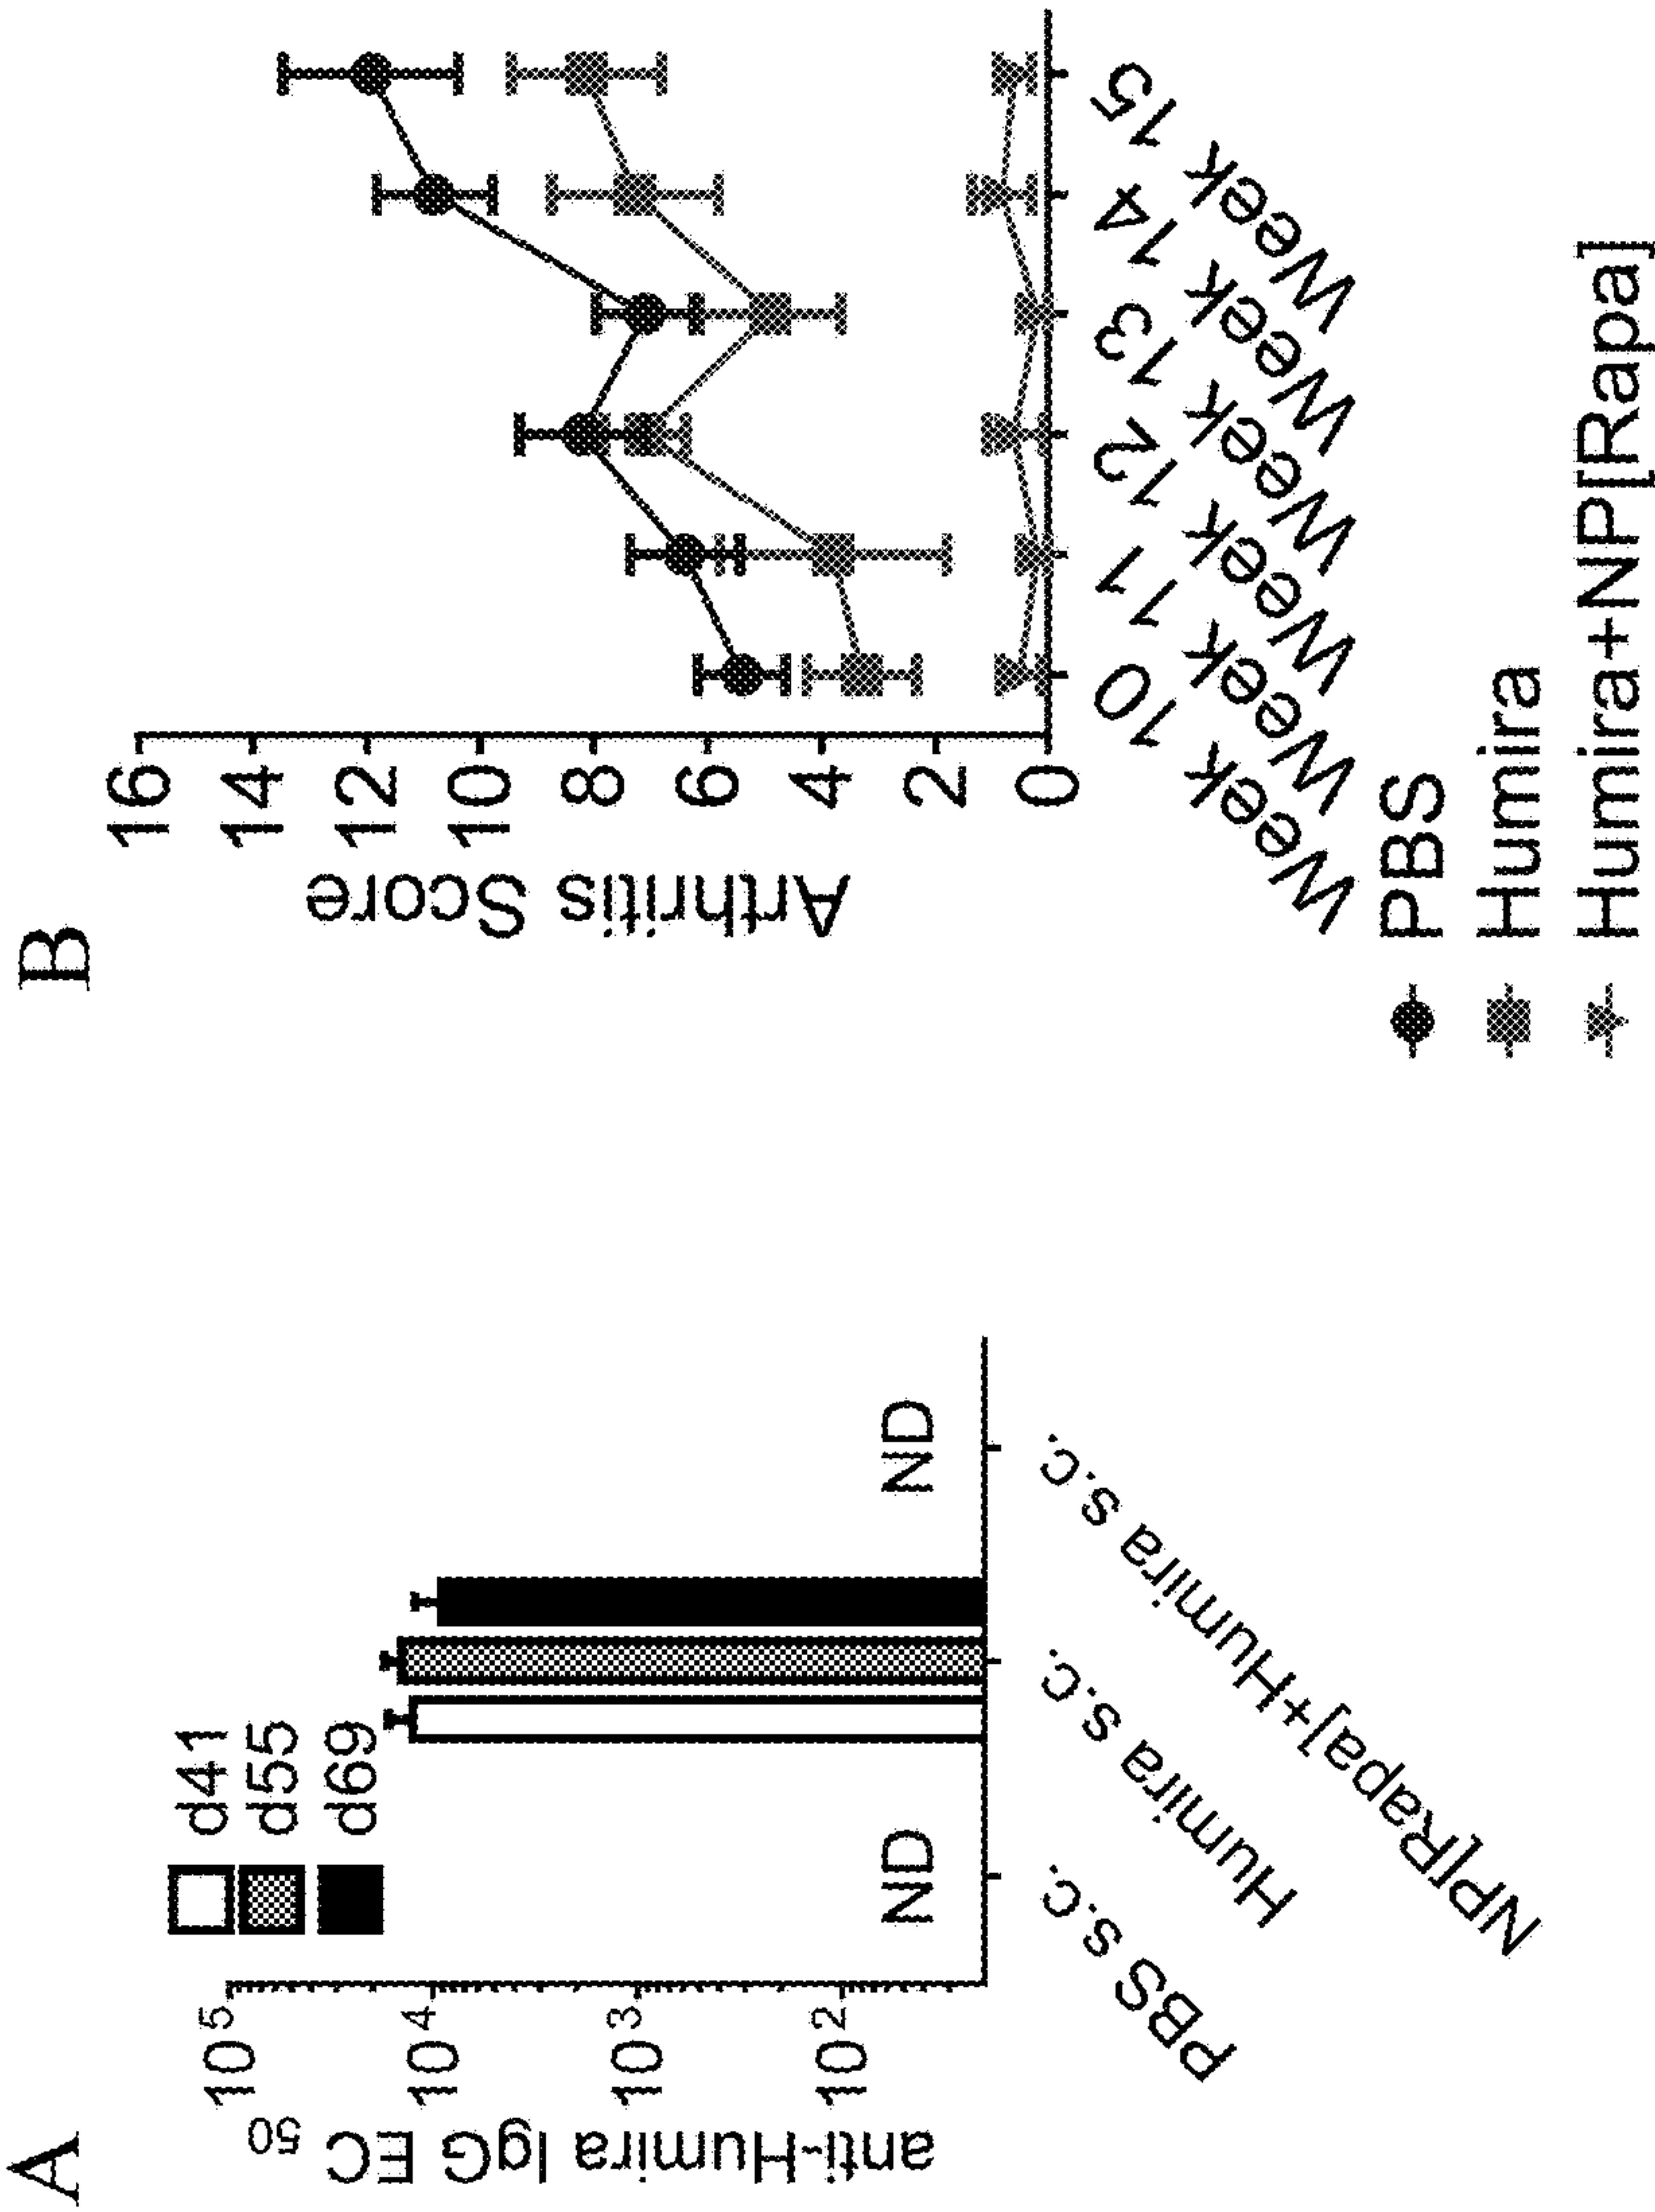 A
anti-Humira IgG EC 50
10 5
10 4
10 3
10 2
d41
d55
d69
ND
ND
PBS s.c.
Humira s.c.
NP[Rapa]+Humira s.c.
B
Arthritis Score
16
14
12
10
8
6
4
2
0
Week 10
Week 11
Week 12
Week 13
Week 14
Week 15
PBS
Humira
Humira+NP[Rapa]